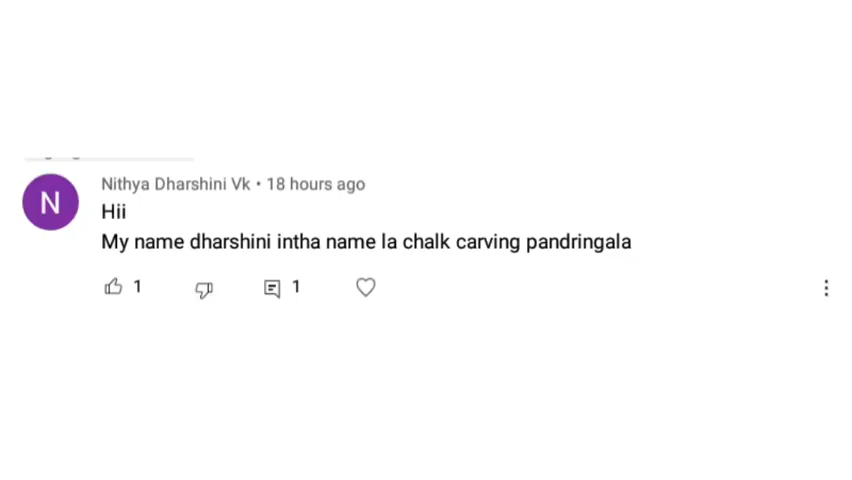 Nithya Dharshini Vk • 18 hours ago
N
Hii
My name dharshini intha name la chalk carving pandringala
1
1